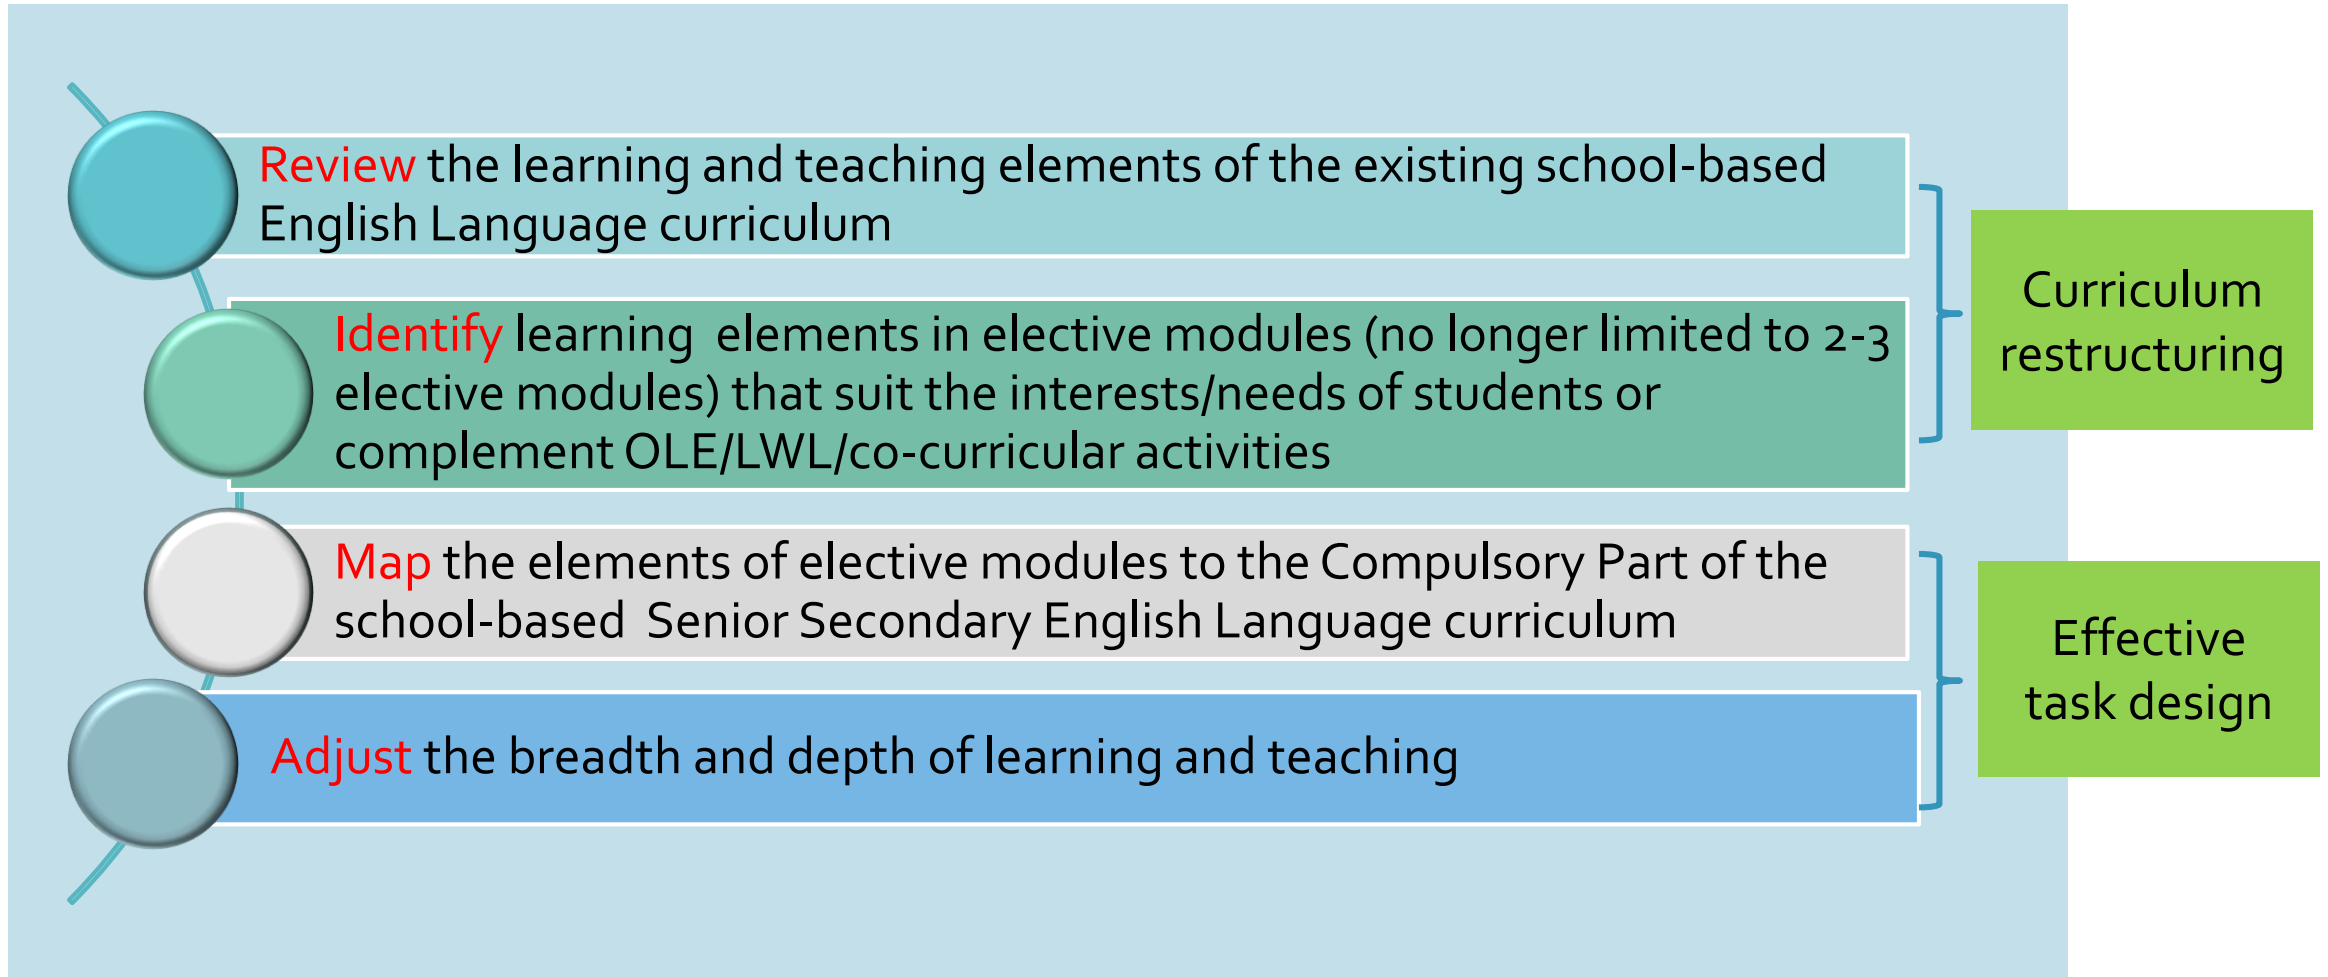 Review the learning and teaching elements of the existing school-based
English Language curriculum
Identify learning elements in elective modules (no longer limited to 2-3
elective modules) that suit the interests/needs of students or
complement OLE/LWL/co-curricular activities
Curriculum
restructuring
Map the elements of elective modules to the Compulsory Part of the
school-based Senior Secondary English Language curriculum
Adjust the breadth and depth of learning and teaching
Effective
task design